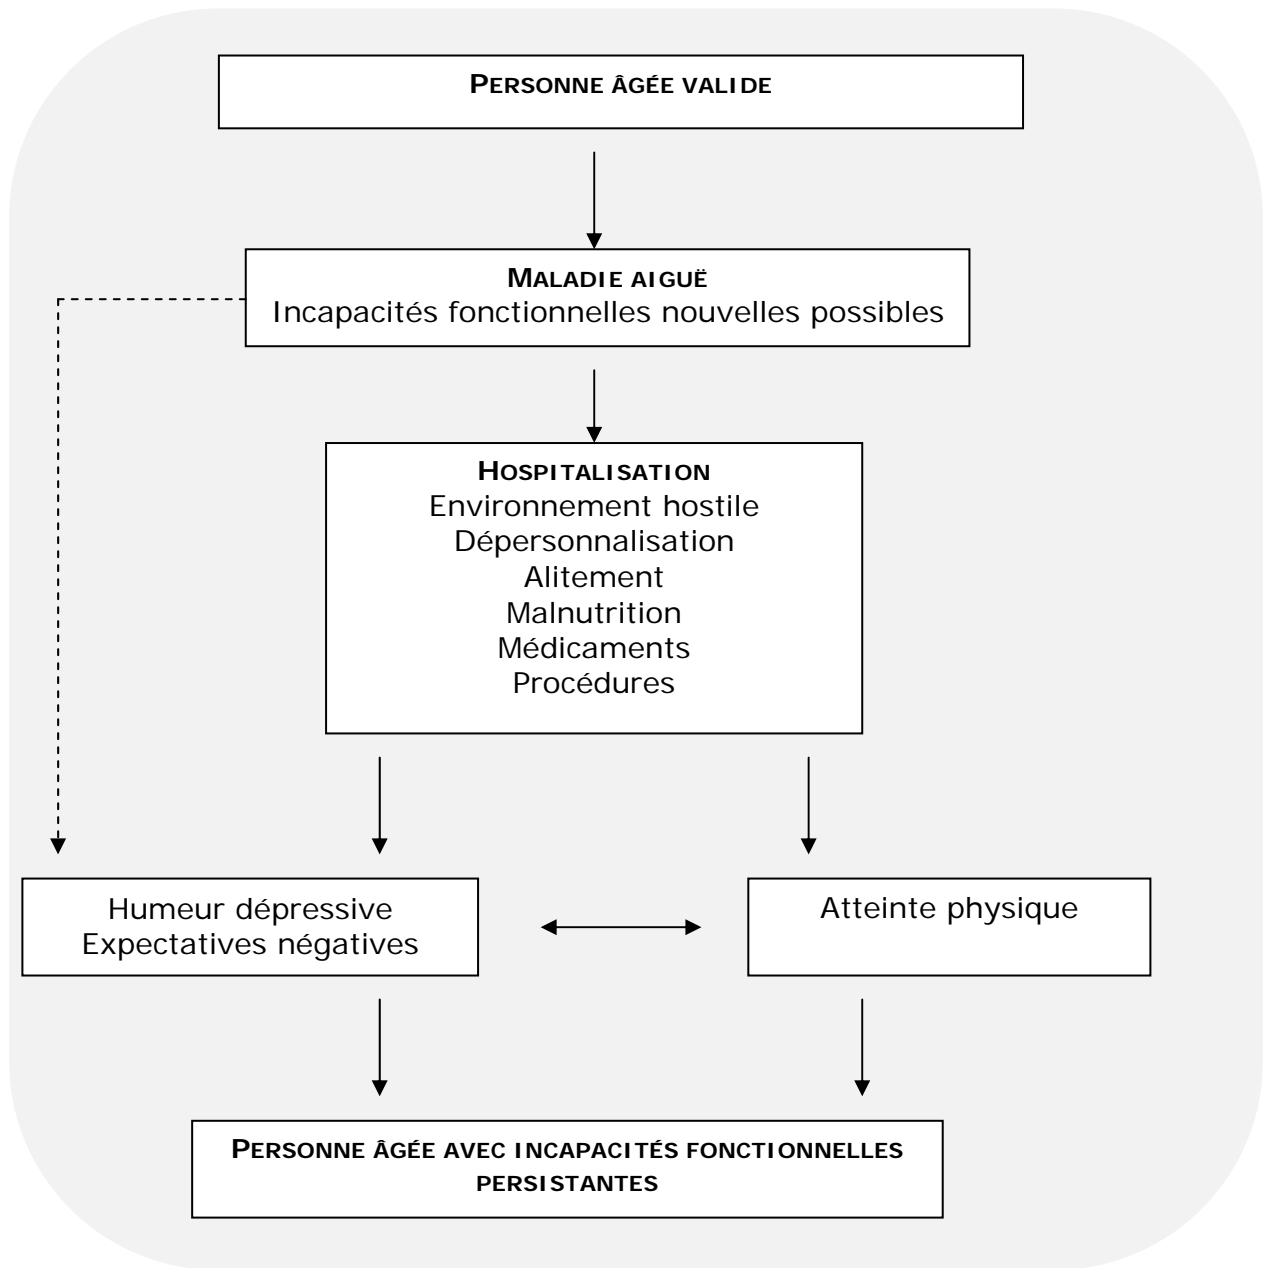 PERSONNE ÂGÉE VALIDE
MALADIE AIGUË
Incapacités fonctionnelles nouvelles possibles
HOSPITALISATION
Environnement hostile
Dépersonnalisation
Alitement
Malnutrition
Médicaments
Procédures
Humeur dépressive
Expectatives négatives
Atteinte physique
PERSONNE ÂGÉE AVEC INCAPACITÉS FONCTIONNELLES
PERSISTANTES